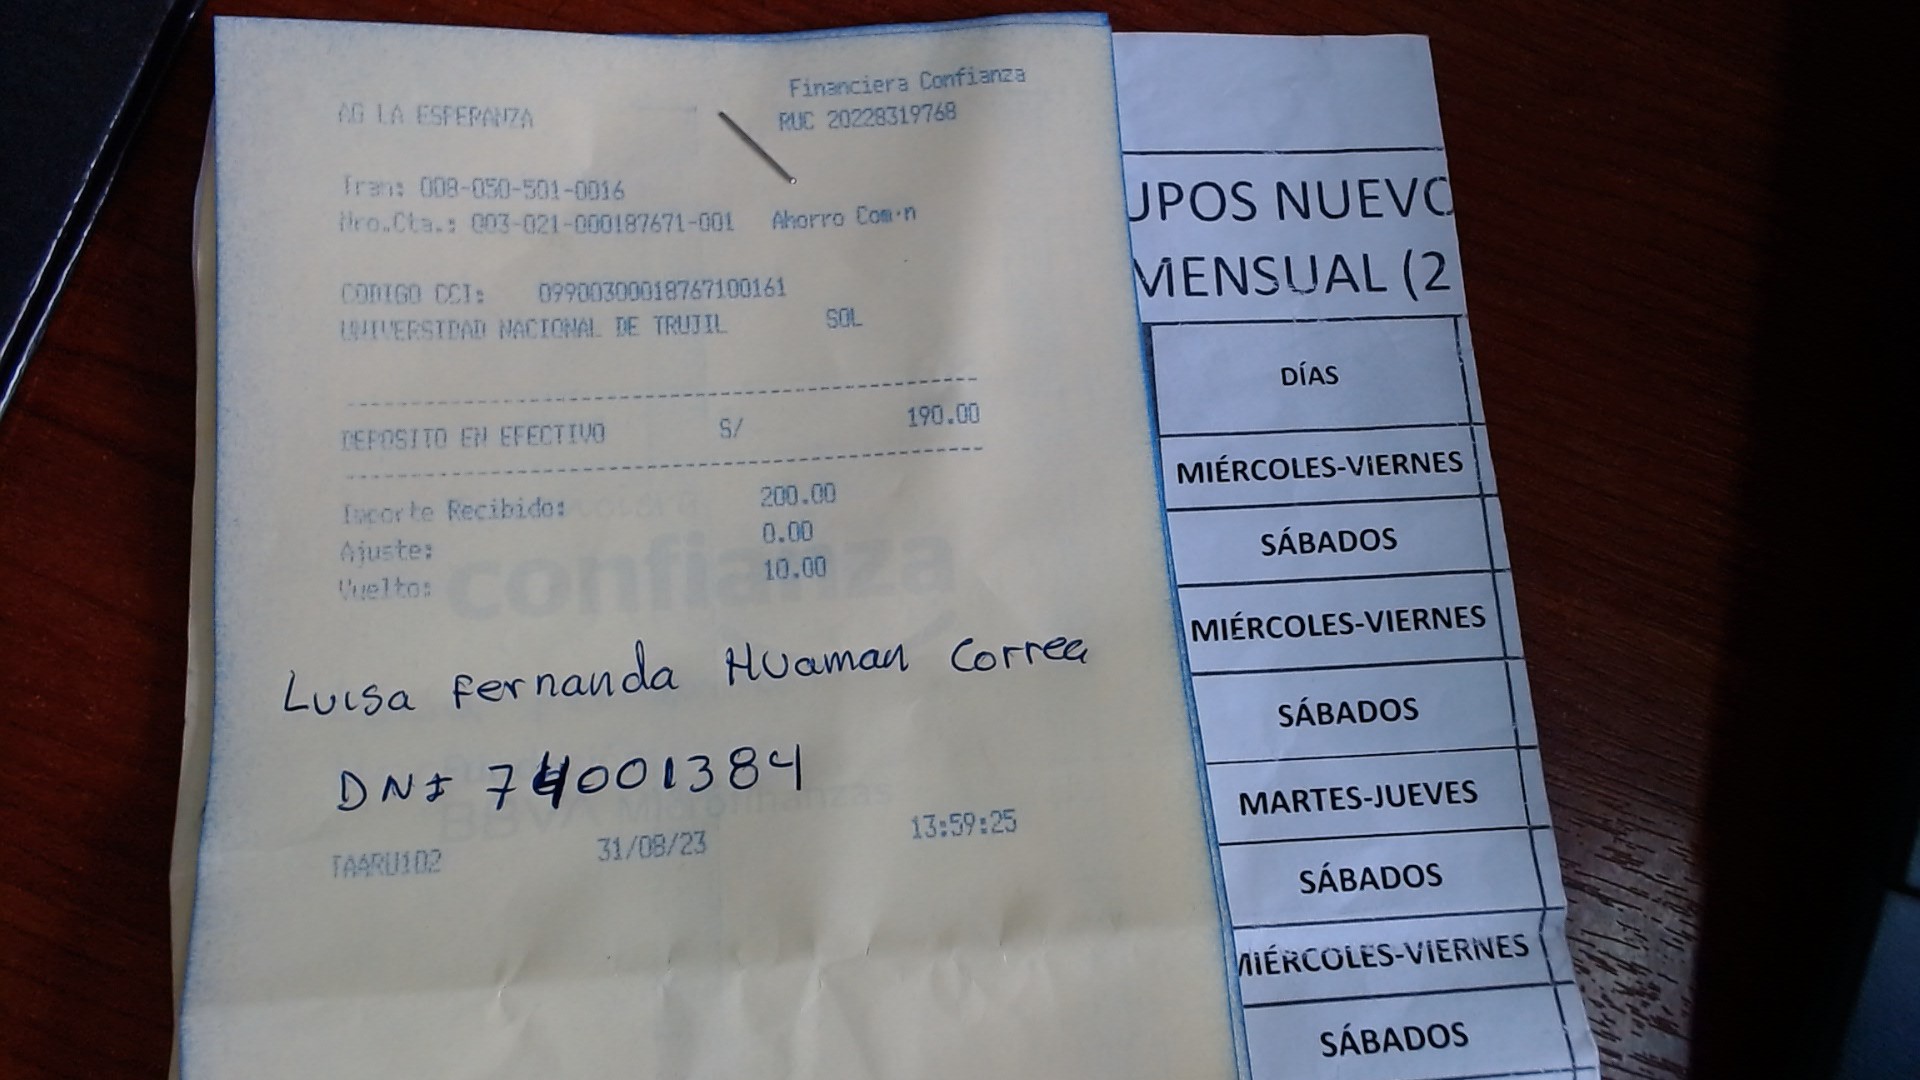 Financiera Confianza
AG LA ESPERANZA
RUC 20228319768
Tran: 008-050-501-0016
Nro.Cta.: 003-021-000187671-001 Ahorro Com·n
CODIGO CCI: 09900300018767100161
UNIVERSIDAD NACIONAL DE TRUJIL SOL
DEPOSITO EN EFECTIVO S/ 190.00
Importe Recibido: 200.00
Ajuste: 0.00
Vuelto: 10.00
confianza
Luisa Fernanda Huaman Correa
DNI 74001384
BBVA Microfinanzas
TAARU102 31/08/23 13:59:25
UPOS NUEVO
MENSUAL (2
DÍAS
MIÉRCOLES-VIERNES
SÁBADOS
MIÉRCOLES-VIERNES
SÁBADOS
MARTES-JUEVES
SÁBADOS
MIÉRCOLES-VIERNES
SÁBADOS